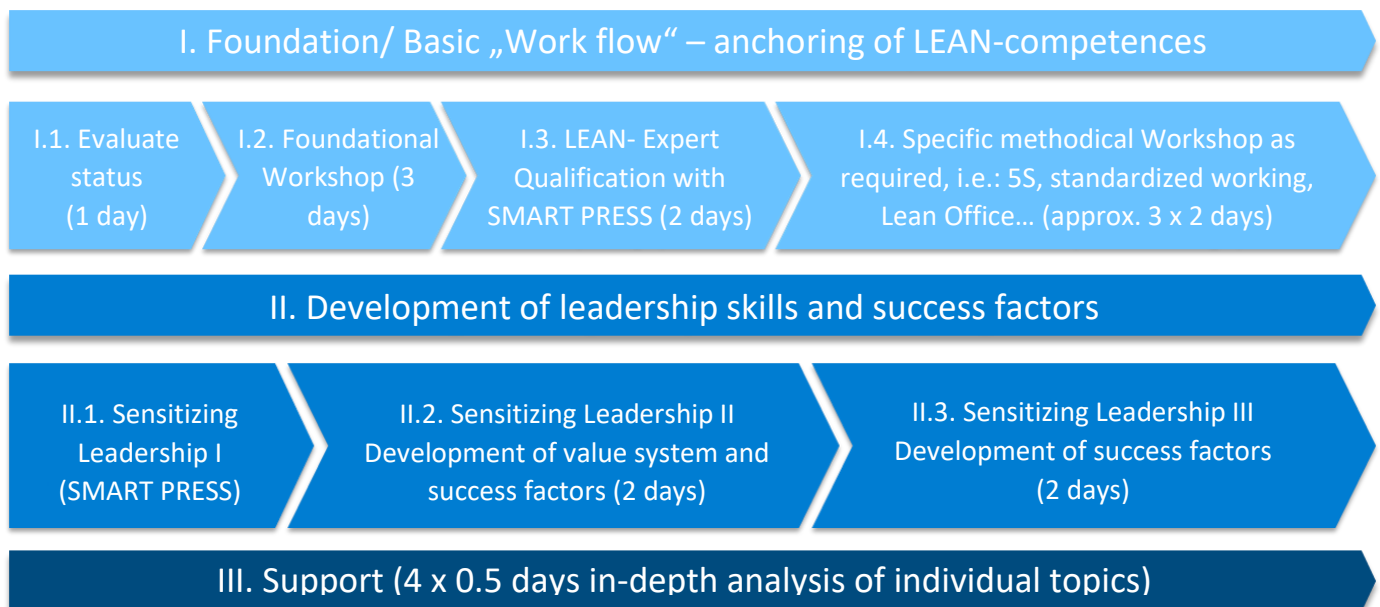 I. Foundation/ Basic „Work flow“ – anchoring of LEAN-competences
I.1. Evaluate
status
(1 day)
I.2. Foundational
Workshop (3
days)
I.3. LEAN- Expert
Qualification with
SMART PRESS (2 days)
I.4. Specific methodical Workshop as
required, i.e.: 5S, standardized working,
Lean Office... (approx. 3 x 2 days)
II. Development of leadership skills and success factors
II.1. Sensitizing
Leadership I
(SMART PRESS)
II.2. Sensitizing Leadership II
Development of value system and
success factors (2 days)
II.3. Sensitizing Leadership III
Development of success factors
(2 days)
III. Support (4 x 0.5 days in-depth analysis of individual topics)